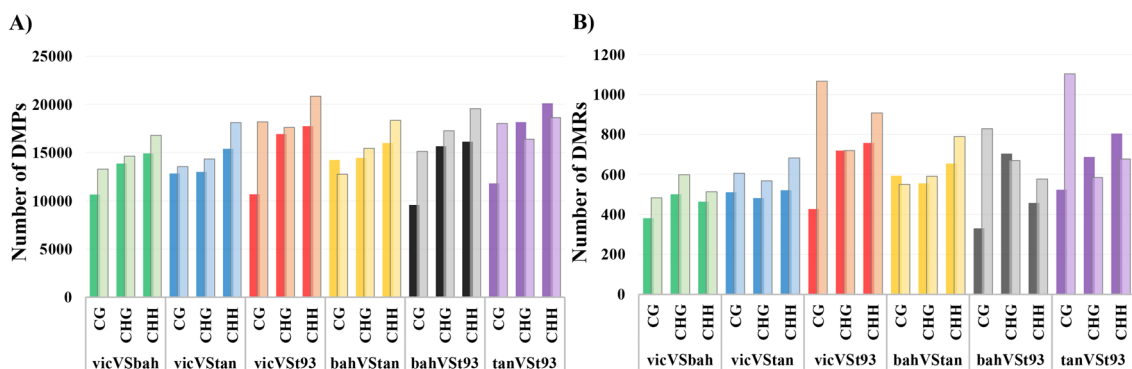 A)
Number of DMPs
25000
20000
15000
10000
5000
0
CG CHG CHH CG CHG CHH CG CHG CHH CG CHG CHH CG CHG CHH CG CHG CHH
vicVSbah vicVStan vicVSt93 bahVStan bahVSt93 tanVSt93
B)
Number of DMRs
1200
1000
800
600
400
200
0
CG CHG CHH CG CHG CHH CG CHG CHH CG CHG CHH CG CHG CHH CG CHG CHH
vicVSbah vicVStan vicVSt93 bahVStan bahVSt93 tanVSt93